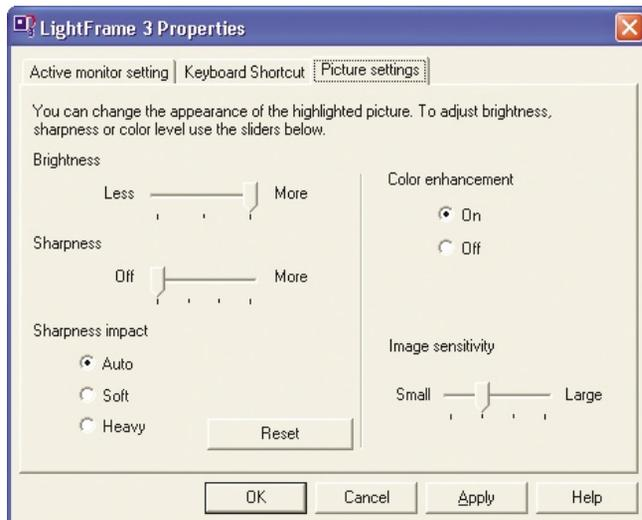 LightFrame 3 Properties
Active monitor setting Keyboard Shortcut Picture settings
You can change the appearance of the highlighted picture. To adjust brightness,
sharpness or color level use the sliders below.
Brightness
Less More
Sharpness
Off More
Sharpness impact
Auto
Soft
Heavy
Reset
Color enhancement
On
Off
Image sensitivity
Small Large
OK Cancel Apply Help